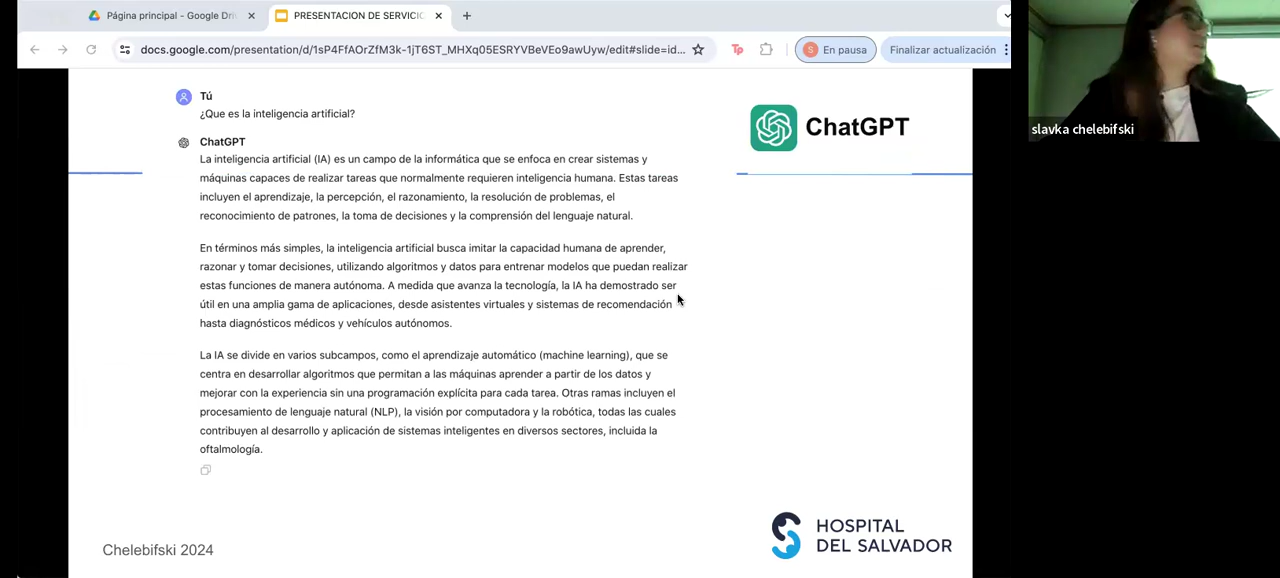 Página principal - Google Dri
PRESENTACION DE SERVICIO
docs.google.com/presentation/d/1sP4FfAOrZfM3k-1jT6ST_MHXq05ESRYVBeVEo9awUyw/edit#slide=id...
S En pausa
Finalizar actualización
slavka chelebifski
Tú
¿Que es la inteligencia artificial?
ChatGPT
ChatGPT
La inteligencia artificial (IA) es un campo de la informática que se enfoca en crear sistemas y
máquinas capaces de realizar tareas que normalmente requieren inteligencia humana. Estas tareas
incluyen el aprendizaje, la percepción, el razonamiento, la resolución de problemas, el
reconocimiento de patrones, la toma de decisiones y la comprensión del lenguaje natural.
En términos más simples, la inteligencia artificial busca imitar la capacidad humana de aprender,
razonar y tomar decisiones, utilizando algoritmos y datos para entrenar modelos que puedan realizar
estas funciones de manera autónoma. A medida que avanza la tecnología, la IA ha demostrado ser
útil en una amplia gama de aplicaciones, desde asistentes virtuales y sistemas de recomendación
hasta diagnósticos médicos y vehículos autónomos.
La IA se divide en varios subcampos, como el aprendizaje automático (machine learning), que se
centra en desarrollar algoritmos que permitan a las máquinas aprender a partir de los datos y
mejorar con la experiencia sin una programación explícita para cada tarea. Otras ramas incluyen el
procesamiento de lenguaje natural (NLP), la visión por computadora y la robótica, todas las cuales
contribuyen al desarrollo y aplicación de sistemas inteligentes en diversos sectores, incluida la
oftalmología.
Chelebifski 2024
HOSPITAL
DEL SALVADOR